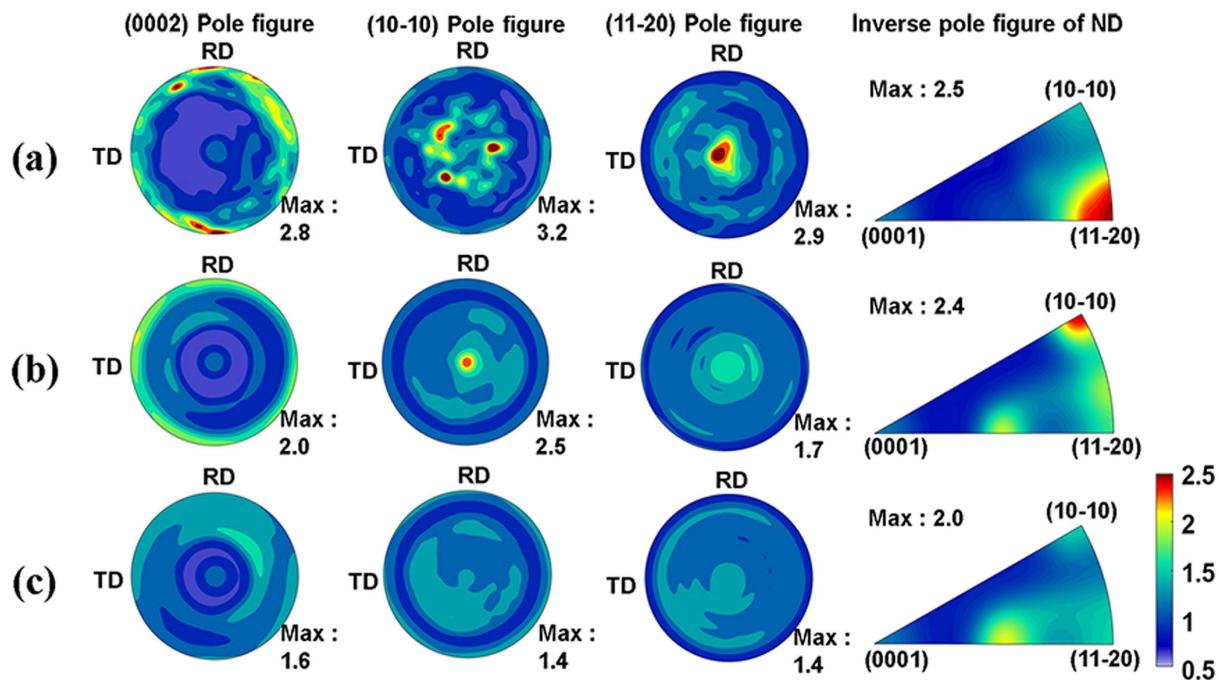 (0002) Pole figure
(10-10) Pole figure
(11-20) Pole figure
Inverse pole figure of ND
RD
RD
RD
(a)
TD
Max :
2.8
TD
Max :
3.2
TD
Max :
2.9
Max : 2.5
(10-10)
(0001)
(11-20)
RD
RD
RD
(b)
TD
Max :
2.0
TD
Max :
2.5
TD
Max :
1.7
Max : 2.4
(10-10)
(0001)
(11-20)
RD
RD
RD
(c)
TD
Max :
1.6
TD
Max :
1.4
TD
Max :
1.4
Max : 2.0
(10-10)
(0001)
(11-20)
2.5
2
1.5
1
0.5